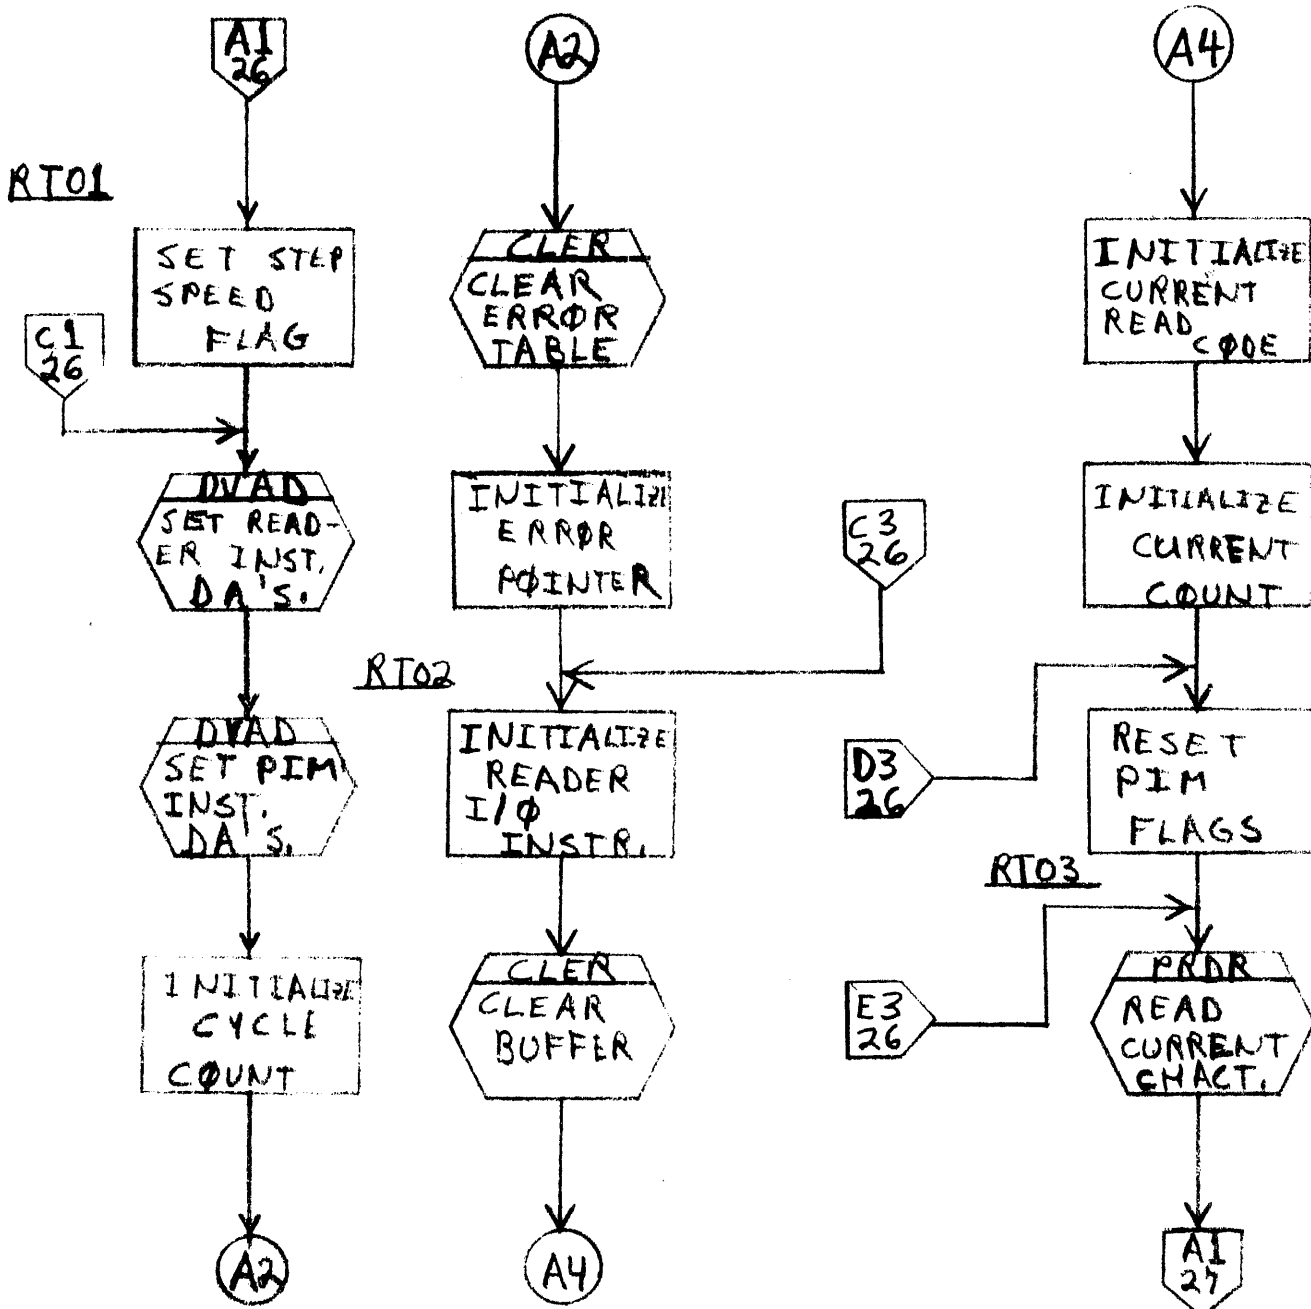 A1
26
RT01
SET STEP
SPEED
FLAG
C1
26
DVAD
SET READ-
ER INST.
DA'S.
DVAD
SET PIM
INST.
DA'S.
INITIALIZE
CYCLE
CØUNT
A2
A2
CLER
CLEAR
ERRØR
TABLE
INITIALIZE
ERRØR
PØINTER
C3
26
RT02
INITIALIZE
READER
I/Ø
INSTR.
CLER
CLEAR
BUFFER
A4
A4
INITIALIZE
CURRENT
READ
CØDE
INITIALIZE
CURRENT
CØUNT
D3
26
RESET
PIM
FLAGS
RT03
E3
26
PRDR
READ
CURRENT
CHACT.
A1
27